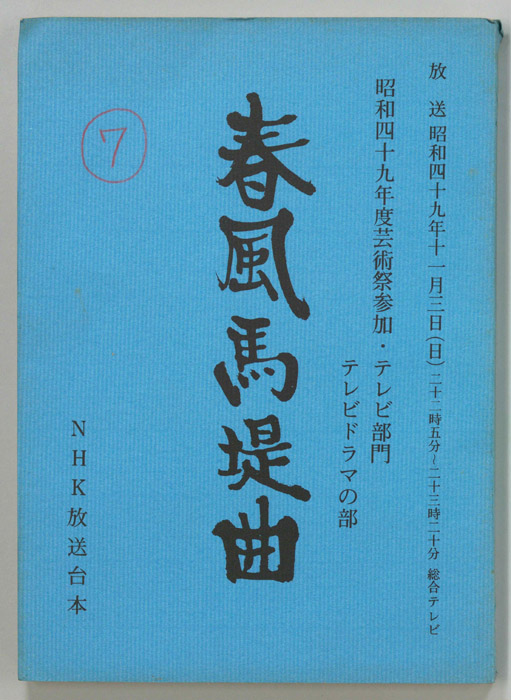 放送 昭和四十九年十一月三日(日)二十二時五分~二十三時二十分 総合テレビ
昭和四十九年度芸術祭参加・テレビ部門
テレビドラマの部
春風馬堤曲
7
NHK放送台本